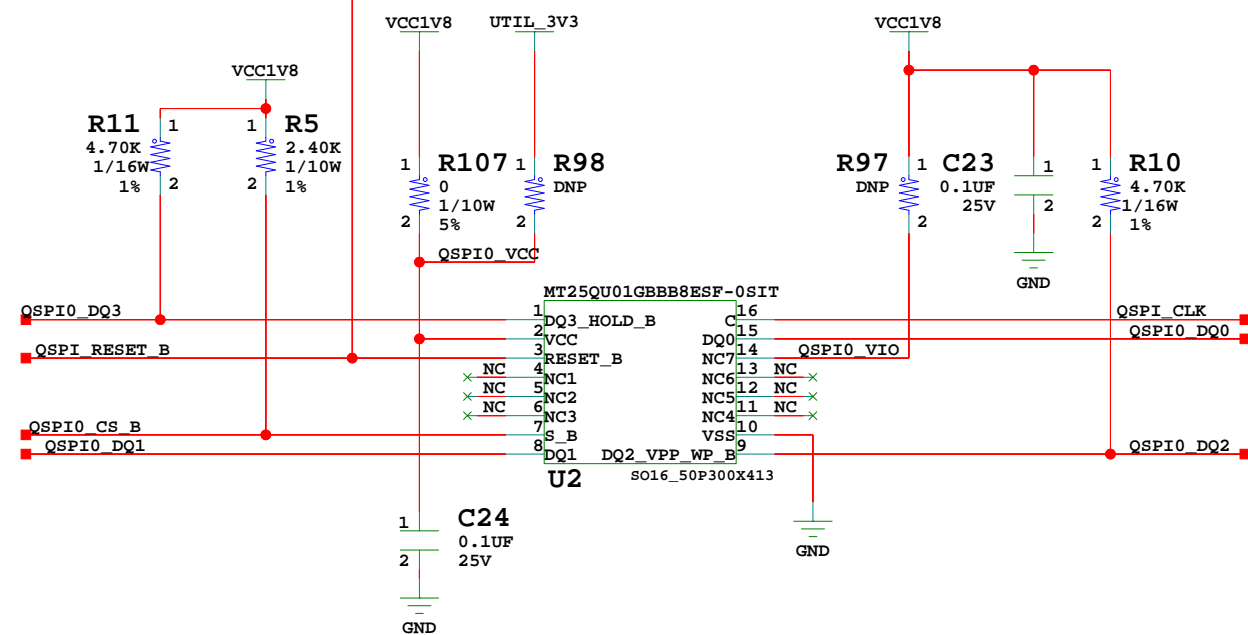 VCC1V8
UTIL_3V3
VCC1V8
VCC1V8
R11
4.70K
1/16W
1%
1
2
R5
2.40K
1/10W
1%
1
2
R107
0
1/10W
5%
1
2
R98
DNP
1
2
R97
DNP
1
2
C23
0.1UF
25V
1
2
GND
R10
4.70K
1/16W
1%
1
2
QSPI0_VCC
MT25QU01GBBB8ESF-0SIT
QSPI0_DQ3
1 DQ3_HOLD_B
2 VCC
QSPI_RESET_B
3 RESET_B
NC 4 NC1
NC 5 NC2
NC 6 NC3
QSPI0_CS_B
7 S_B
QSPI0_DQ1
8 DQ1
C 16
QSPI_CLK
DQ0 15
QSPI0_DQ0
NC7 14
QSPI0_VIO
NC6 13 NC
NC5 12 NC
NC4 11 NC
VSS 10
DQ2_VPP_WP_B 9
QSPI0_DQ2
U2
SO16_50P300X413
GND
1
2
C24
0.1UF
25V
GND